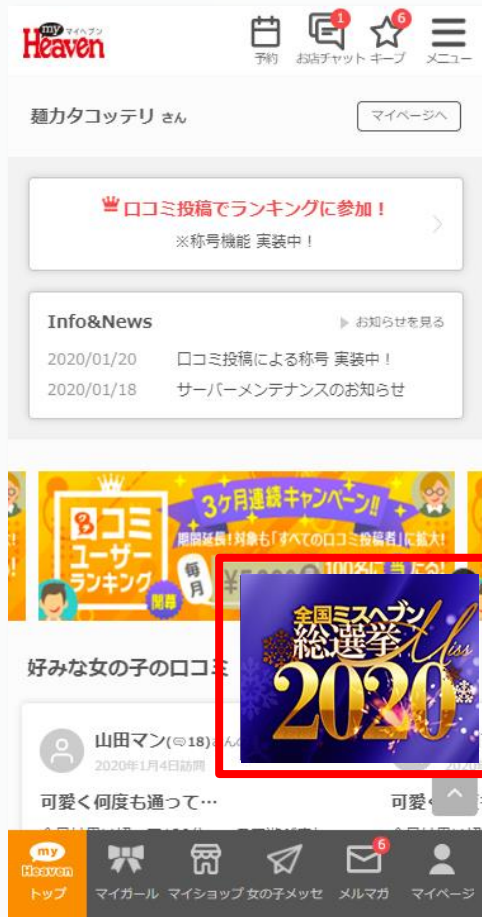 my マイヘブン
Heaven
1
6
予約 お店チャット キープ メニュー
麺カタコッテリ さん
マイページへ
口コミ投稿でランキングに参加！
※称号機能 実装中！
Info&News
お知らせを見る
2020/01/20 口コミ投稿による称号 実装中！
2020/01/18 サーバーメンテナンスのお知らせ
3ケ月連続キャンペーン!!
期間延長!対象も「すべての口コミ投稿者」に拡大!
口コミ
ユーザー
ランキング
開幕
毎月
100名に当たる!
全国ミスヘブン
総選挙
Miss
2020
好みな女の子の口コミ
山田マン(18)さん
2020年1月4日訪問
可愛く何度も通って…
可愛く
6
my
Heaven
トップ マイガール マイショップ 女の子メッセ メルマガ マイページ